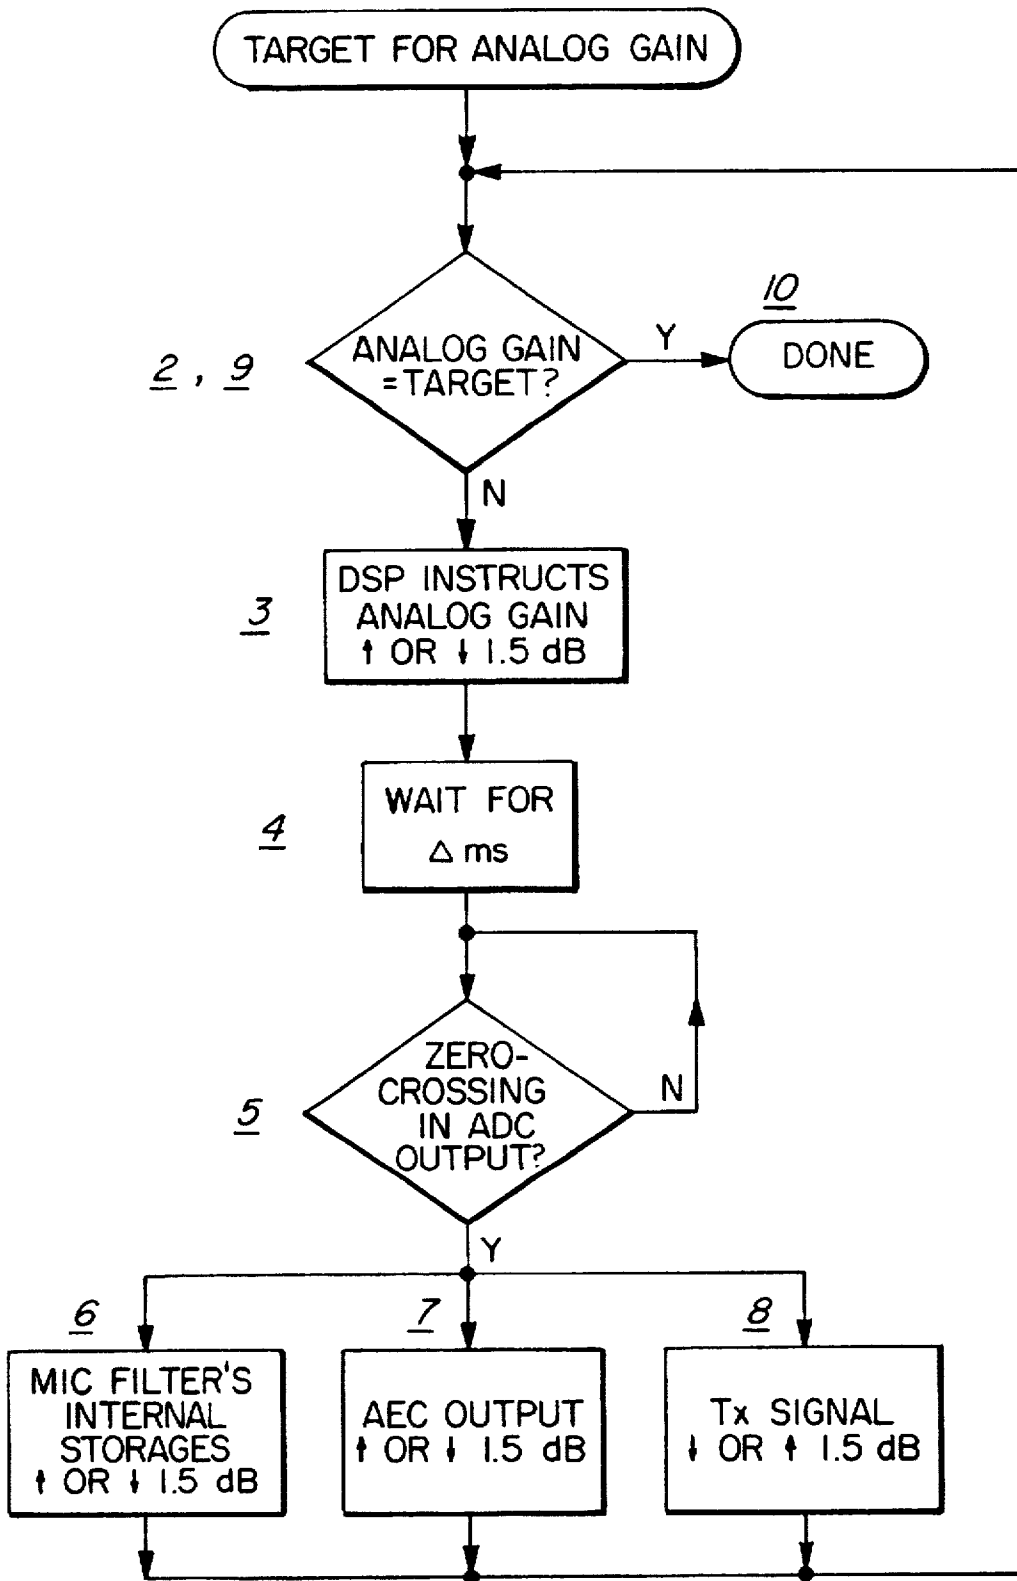 TARGET FOR ANALOG GAIN
10
2, 9
ANALOG GAIN
=TARGET?
Y
DONE
N
3
DSP INSTRUCTS
ANALOG GAIN
↑ OR ↓ 1.5 dB
4
WAIT FOR
Δ ms
5
ZERO-
CROSSING
IN ADC
OUTPUT?
N
Y
6
MIC FILTER'S
INTERNAL
STORAGES
↑ OR ↓ 1.5 dB
7
AEC OUTPUT
↑ OR ↓ 1.5 dB
8
Tx SIGNAL
↓ OR ↑ 1.5 dB